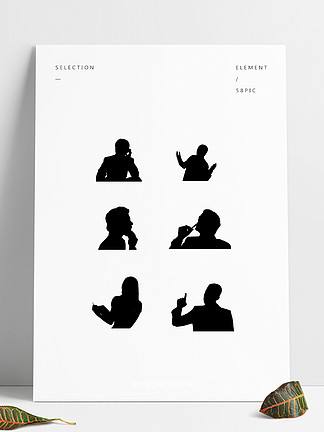 SELECTION
—
ELEMENT
/
58PIC